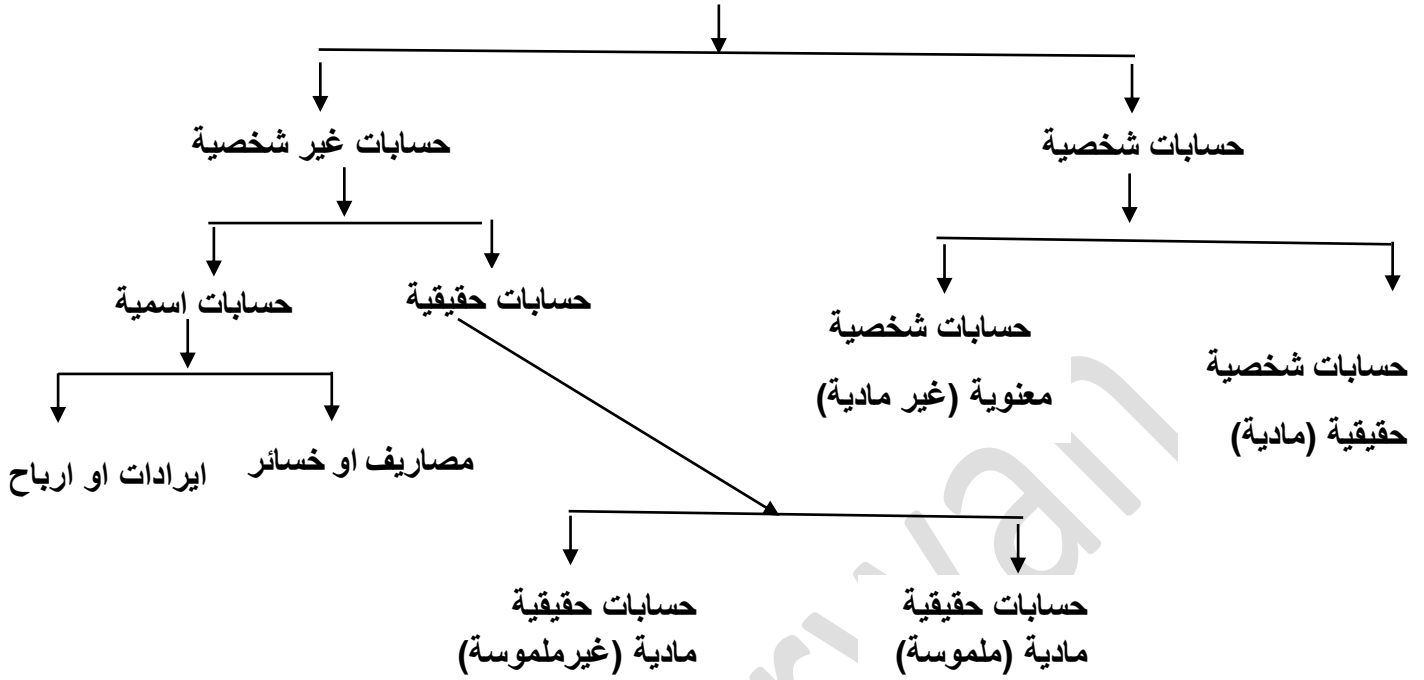 حسابات شخصية
حسابات غير شخصية
حسابات شخصية
حقيقية (مادية)
حسابات شخصية
معنوية (غير مادية)
حسابات حقيقية
حسابات اسمية
مصاريف او خسائر
ايرادات او ارباح
حسابات حقيقية
مادية (ملموسة)
حسابات حقيقية
مادية (غيرملموسة)